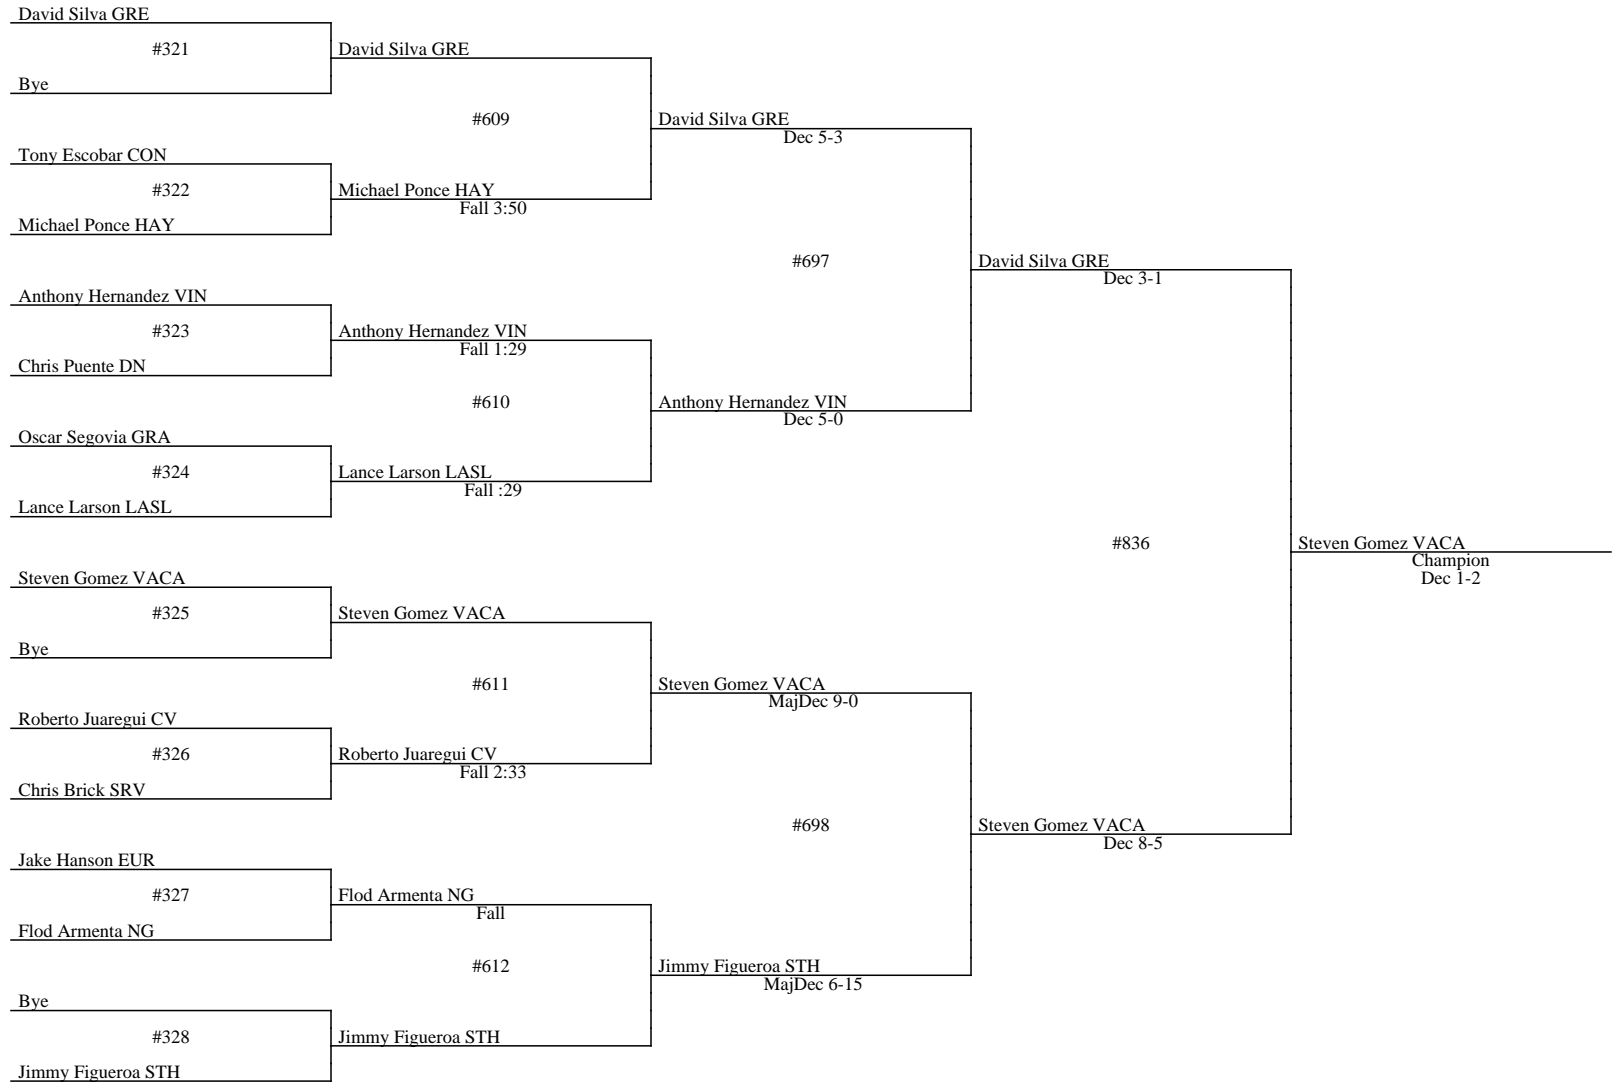 David Silva GRE
#321
David Silva GRE
Bye
#609
David Silva GRE
Dec 5-3
Tony Escobar CON
#322
Michael Ponce HAY
Fall 3:50
Michael Ponce HAY
#697
David Silva GRE
Dec 3-1
Anthony Hernandez VIN
#323
Anthony Hernandez VIN
Fall 1:29
Chris Puente DN
#610
Anthony Hernandez VIN
Dec 5-0
Oscar Segovia GRA
#324
Lance Larson LASL
Fall :29
Lance Larson LASL
#836
Steven Gomez VACA
Champion
Dec 1-2
Steven Gomez VACA
#325
Steven Gomez VACA
Bye
#611
Steven Gomez VACA
MajDec 9-0
Roberto Juaregui CV
#326
Roberto Juaregui CV
Fall 2:33
Chris Brick SRV
#698
Steven Gomez VACA
Dec 8-5
Jake Hanson EUR
#327
Flod Armenta NG
Fall
Flod Armenta NG
#612
Jimmy Figueroa STH
MajDec 6-15
Bye
#328
Jimmy Figueroa STH
Jimmy Figueroa STH